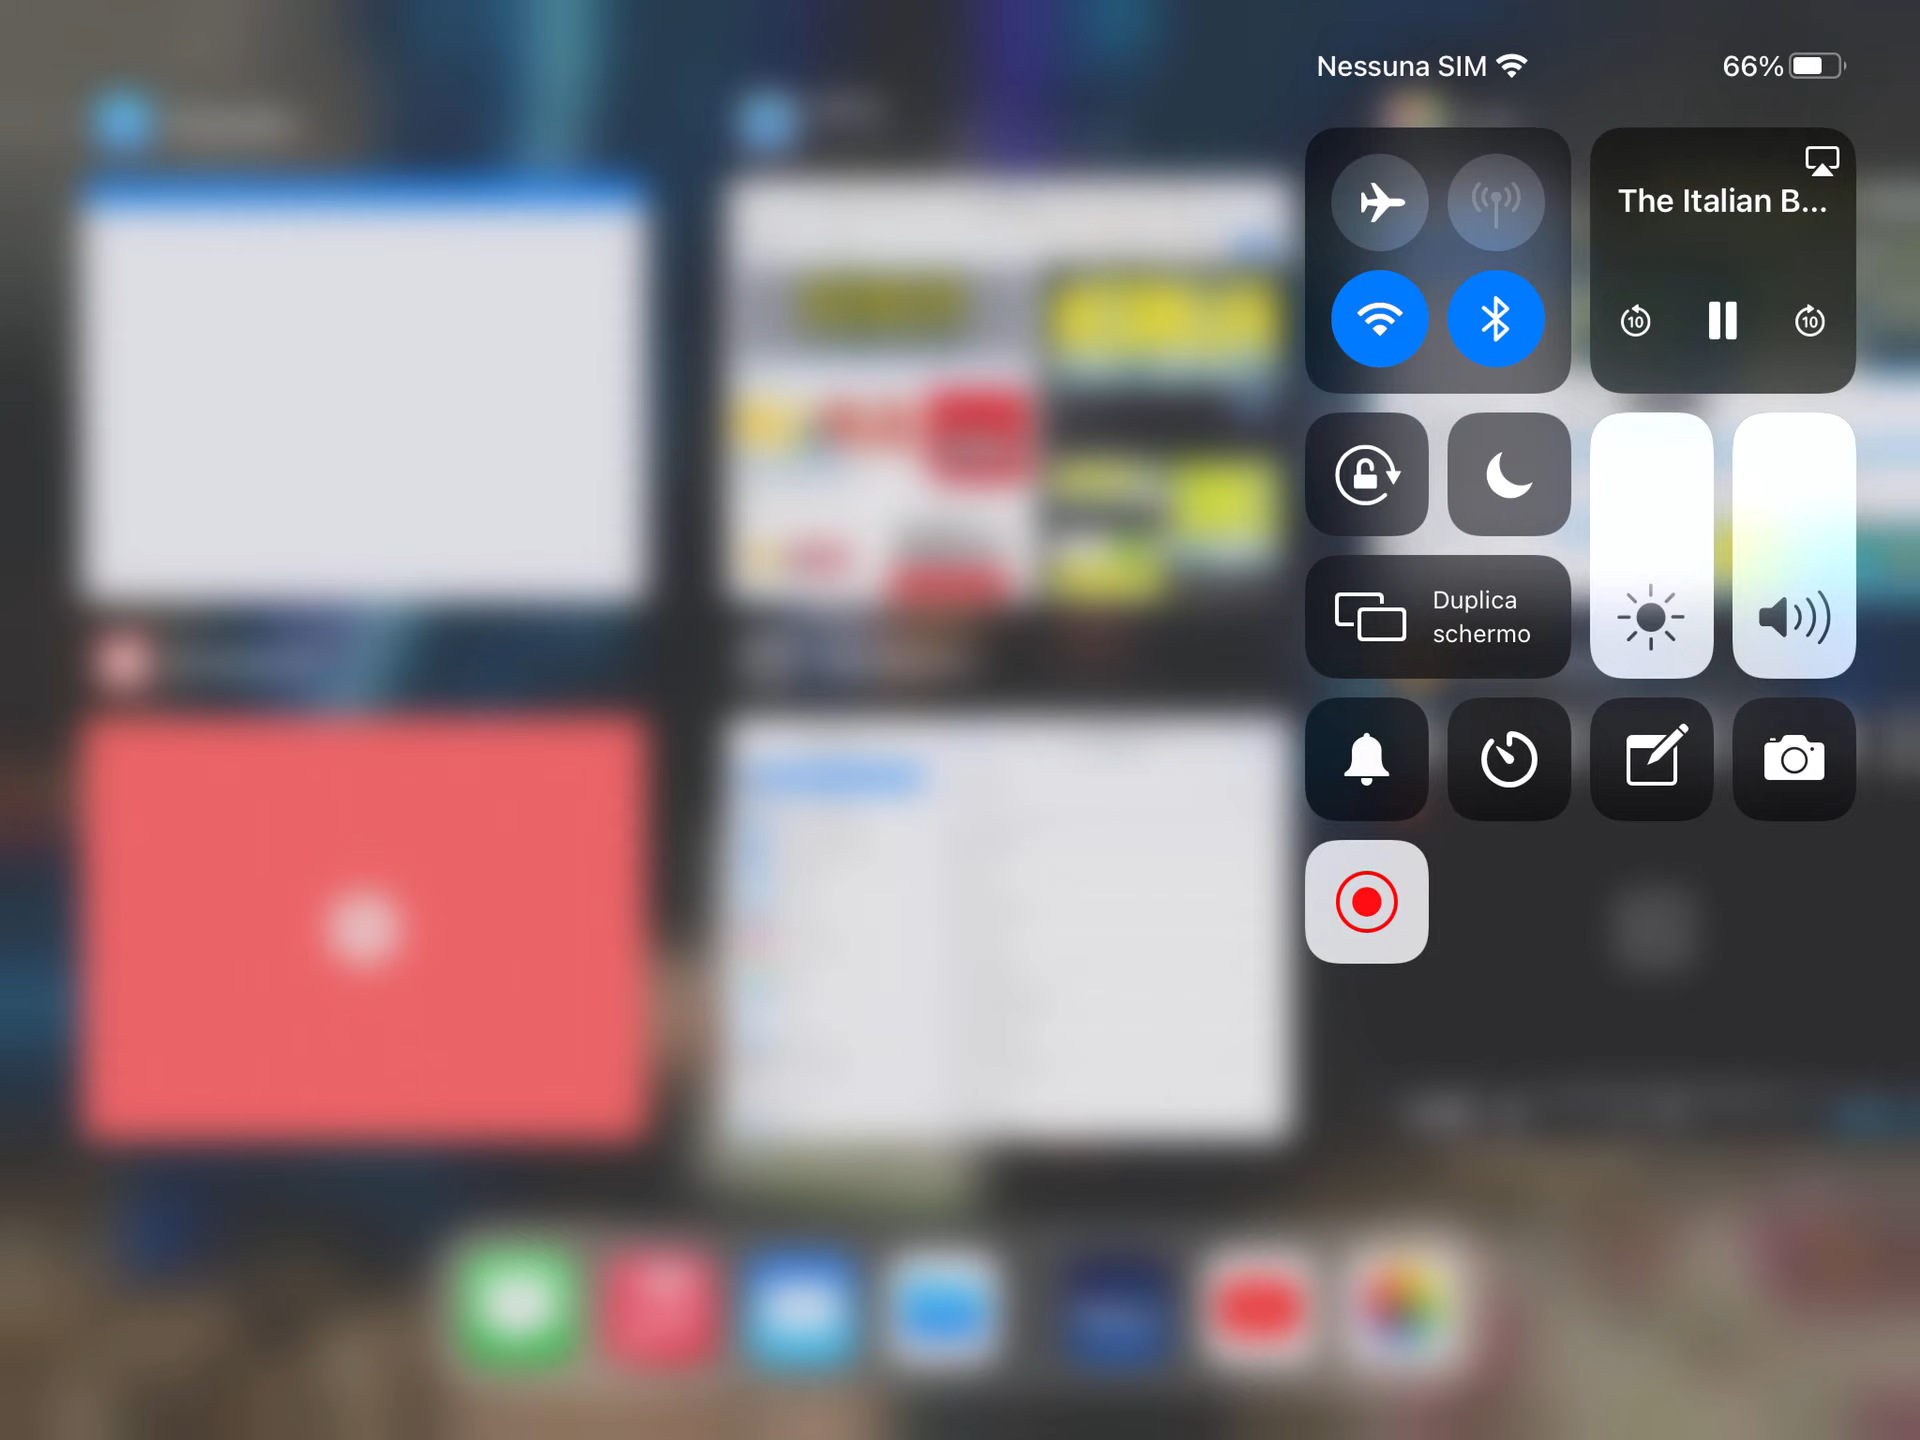 Nessuna SIM
66%
The Italian B...
10
10
Duplica
schermo